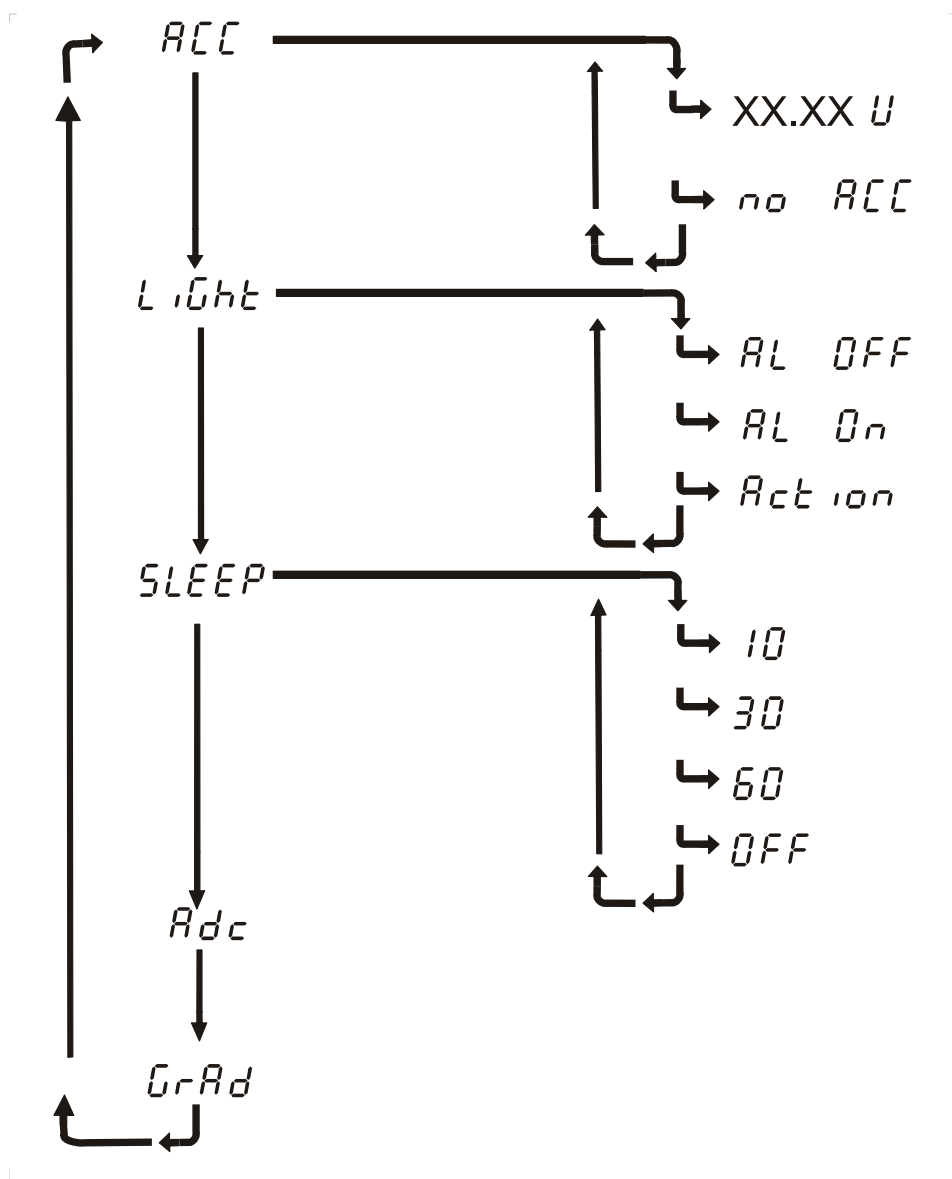 ACC
XX.XX U
no ACC
LiGht
AL OFF
AL On
Action
SLEEP
10
30
60
OFF
Adc
GrAd